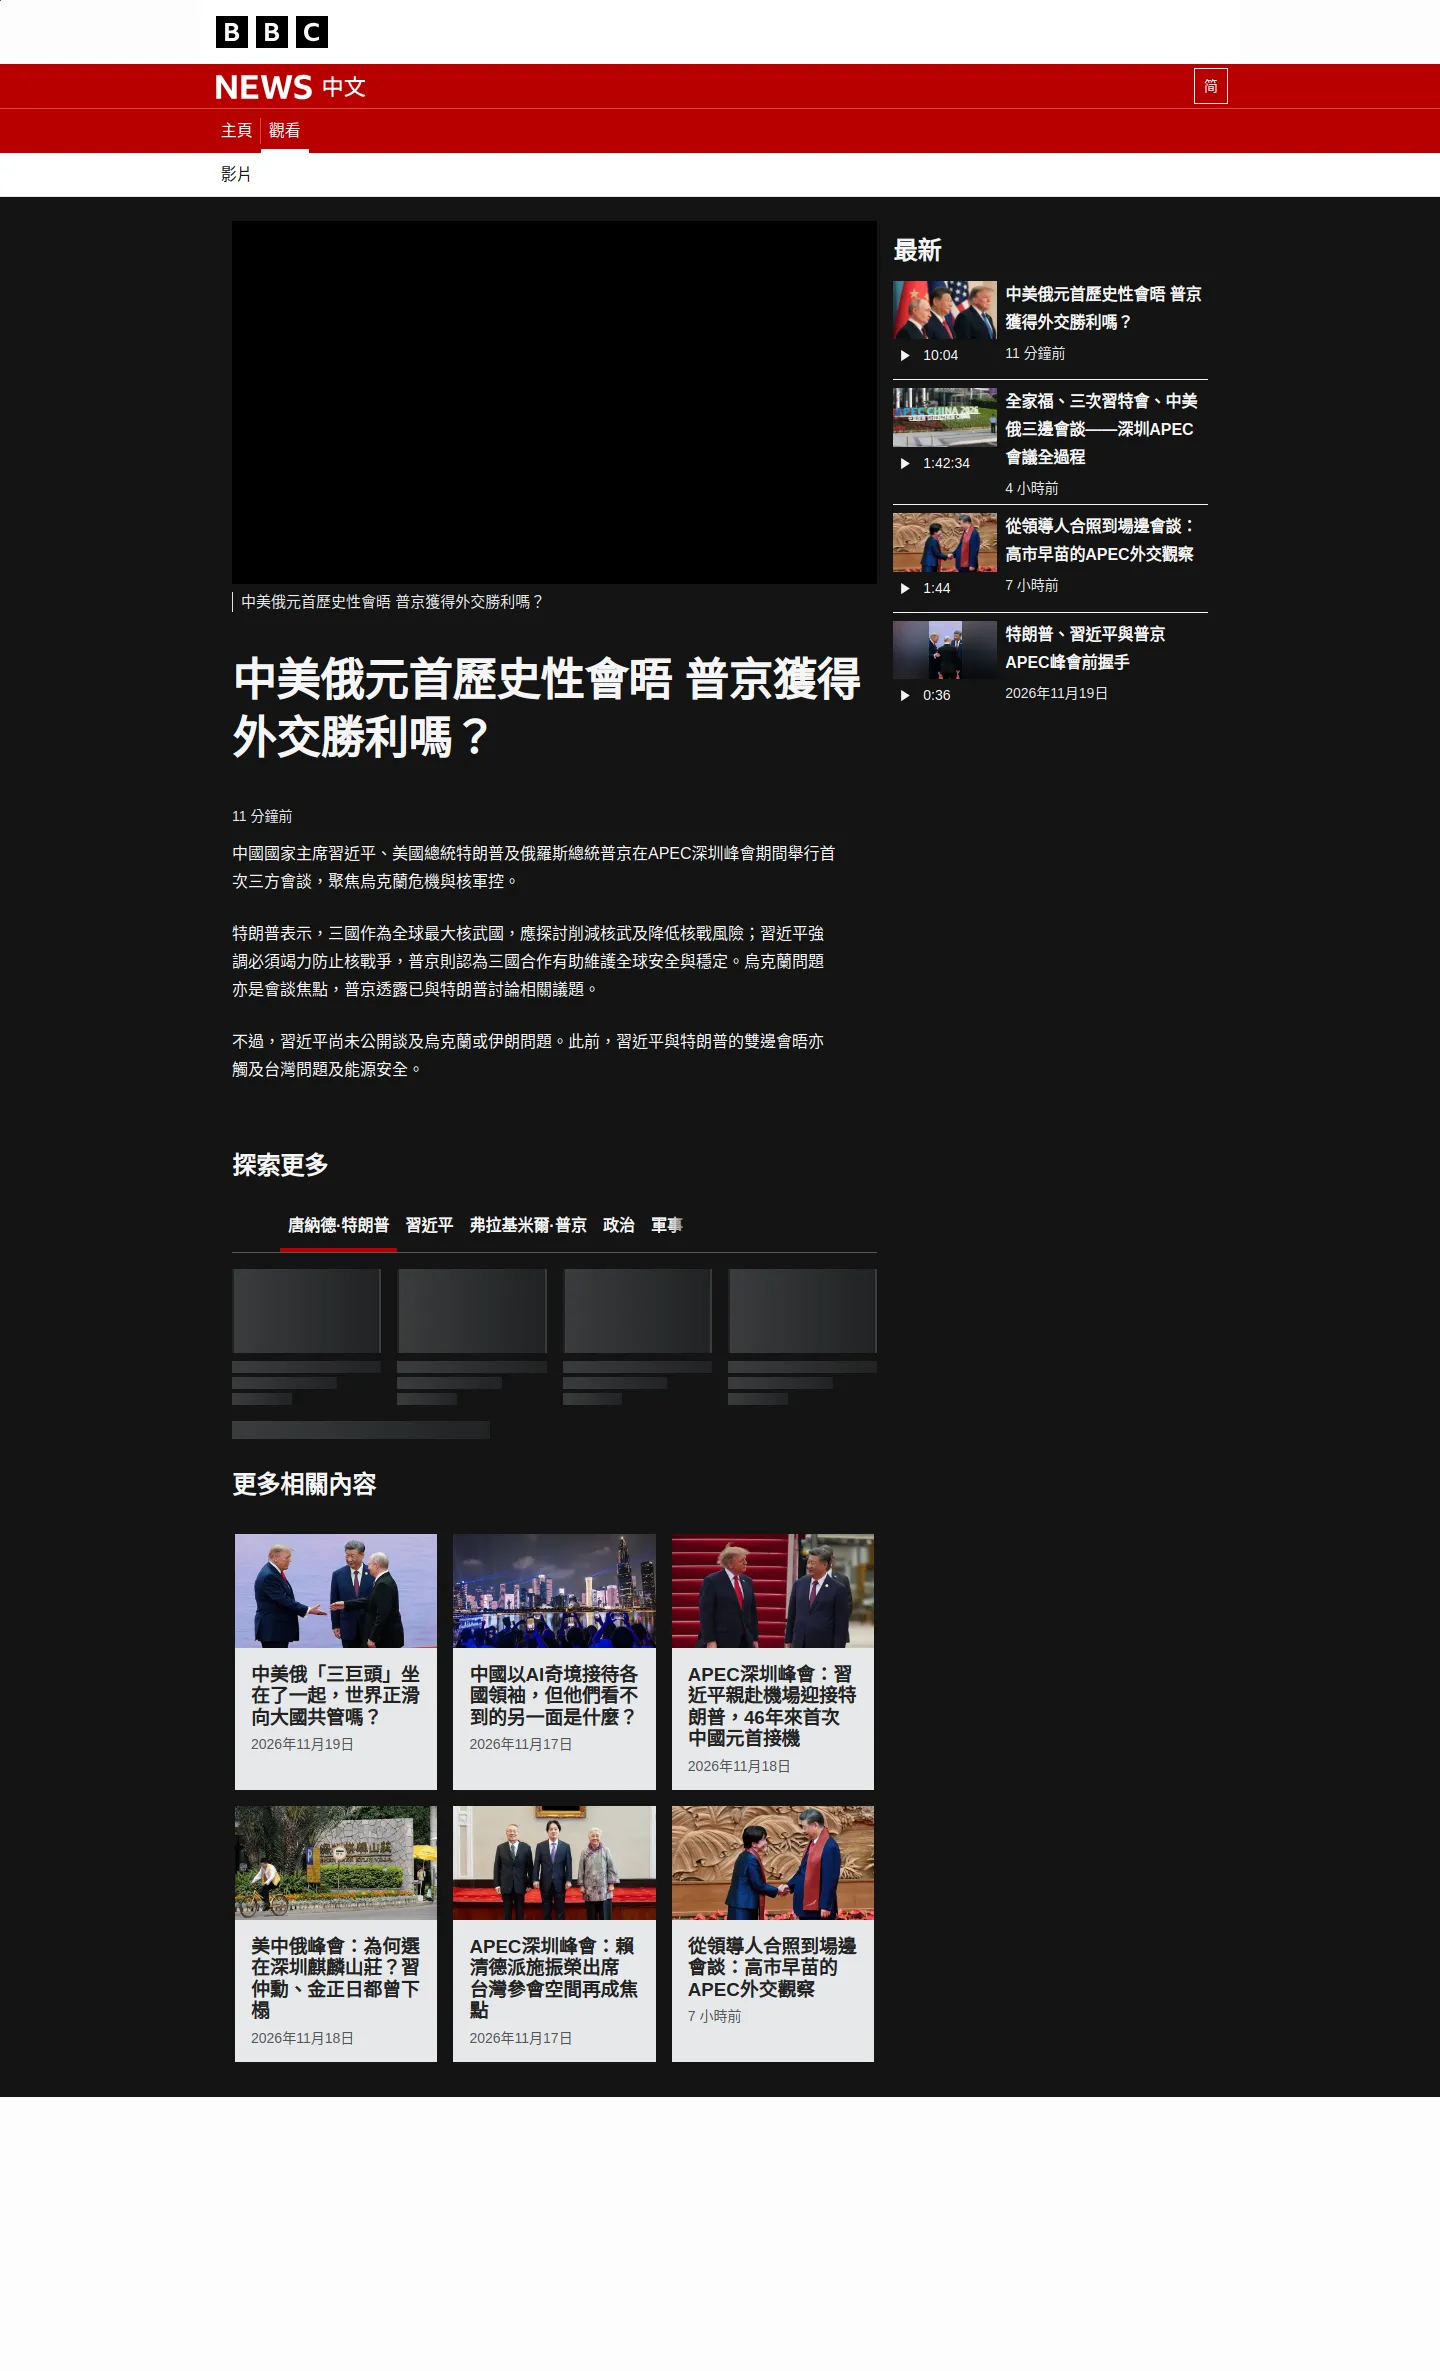 BBC
NEWS 中文
简
主頁
觀看
影片
中美俄元首歷史性會晤 普京獲得外交勝利嗎？
中美俄元首歷史性會晤 普京獲得
外交勝利嗎？
11 分鐘前
中國國家主席習近平、美國總統特朗普及俄羅斯總統普京在APEC深圳峰會期間舉行首
次三方會談，聚焦烏克蘭危機與核軍控。
特朗普表示，三國作為全球最大核武國，應探討削減核武及降低核戰風險；習近平強
調必須竭力防止核戰爭，普京則認為三國合作有助維護全球安全與穩定。烏克蘭問題
亦是會談焦點，普京透露已與特朗普討論相關議題。
不過，習近平尚未公開談及烏克蘭或伊朗問題。此前，習近平與特朗普的雙邊會晤亦
觸及台灣問題及能源安全。
最新
中美俄元首歷史性會晤 普京
獲得外交勝利嗎？
10:04
11 分鐘前
APEC CHINA 2026
全家福、三次習特會、中美
俄三邊會談——深圳APEC
會議全過程
1:42:34
4 小時前
從領導人合照到場邊會談：
高市早苗的APEC外交觀察
1:44
7 小時前
特朗普、習近平與普京
APEC峰會前握手
0:36
2026年11月19日
探索更多
唐納德·特朗普
習近平
弗拉基米爾·普京
政治
軍事
更多相關內容
中美俄「三巨頭」坐
在了一起，世界正滑
向大國共管嗎？
2026年11月19日
中國以AI奇境接待各
國領袖，但他們看不
到的另一面是什麼？
2026年11月17日
APEC深圳峰會：習
近平親赴機場迎接特
朗普，46年來首次
中國元首接機
2026年11月18日
美中俄峰會：為何選
在深圳麒麟山莊？習
仲勳、金正日都曾下
榻
2026年11月18日
APEC深圳峰會：賴
清德派施振榮出席
台灣參會空間再成焦
點
2026年11月17日
從領導人合照到場邊
會談：高市早苗的
APEC外交觀察
7 小時前